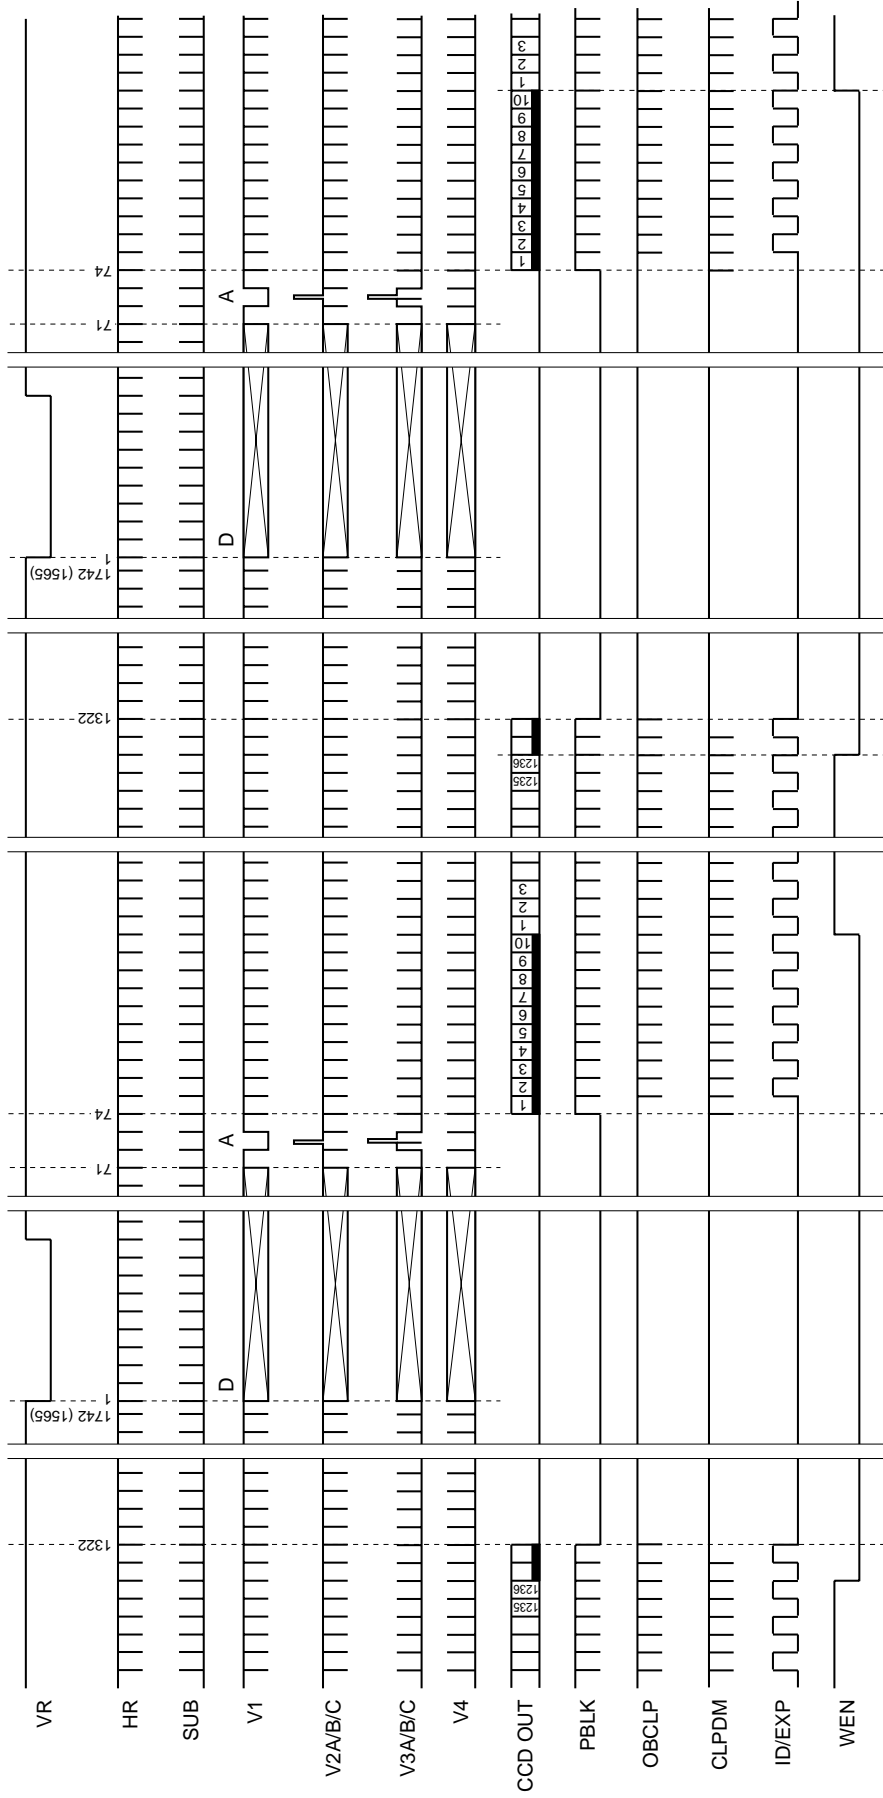 VR
1322 1742 (1565) 1 71 74 1322 1742 (1565) 1 71 74
HR
SUB
D A D A
V1
V2A/B/C
V3A/B/C
V4
CCD OUT 1235 1236 1 2 3 4 5 6 7 8 9 10 1 2 3 1235 1236 1 2 3 4 5 6 7 8 9 10 1 2 3
PBLK
OBCLP
CLPDM
ID/EXP
WEN